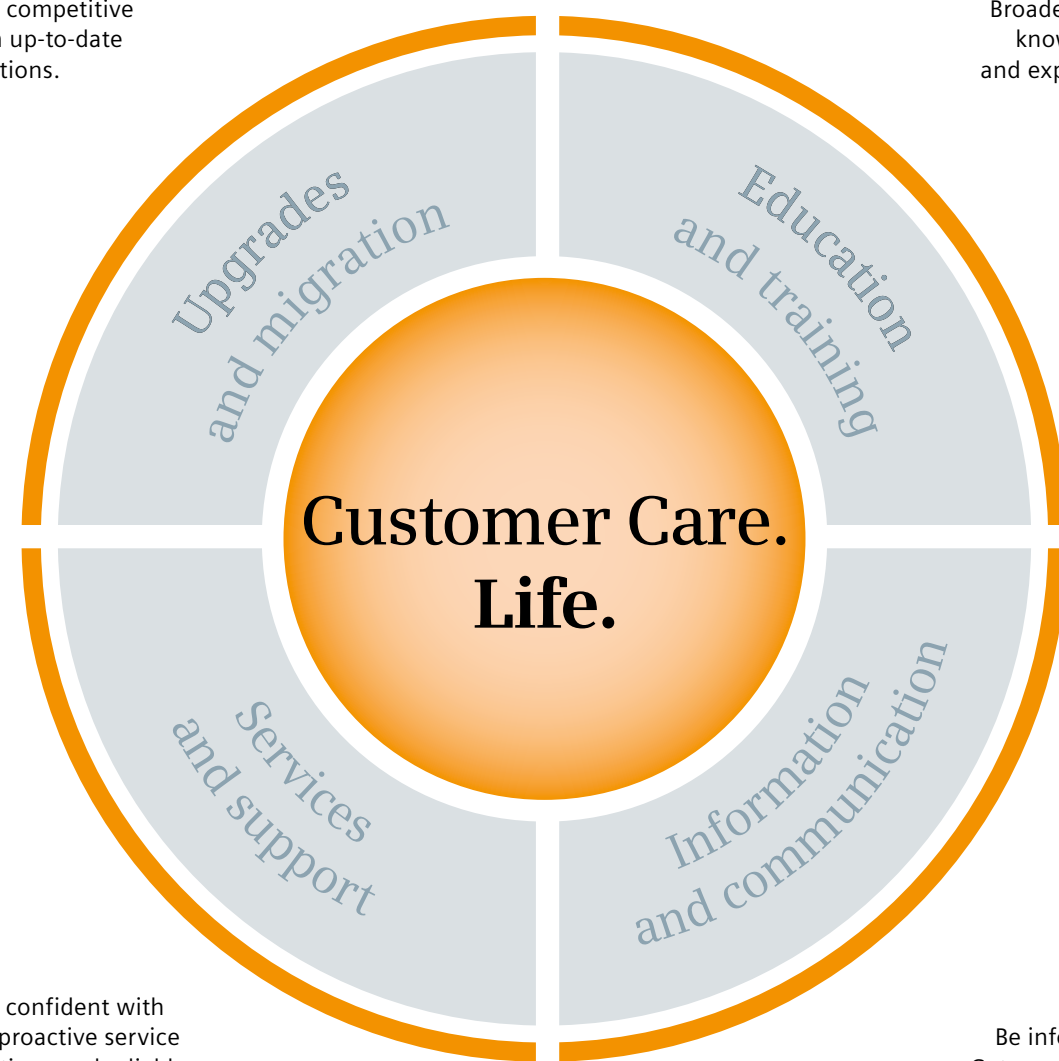 competitive
up-to-date
tions.
Broade
know
and exp
Upgrades
and migration
Education
and training
Customer Care.
Life.
Services
and support
Information
and communication
confident with
proactive service
Be info